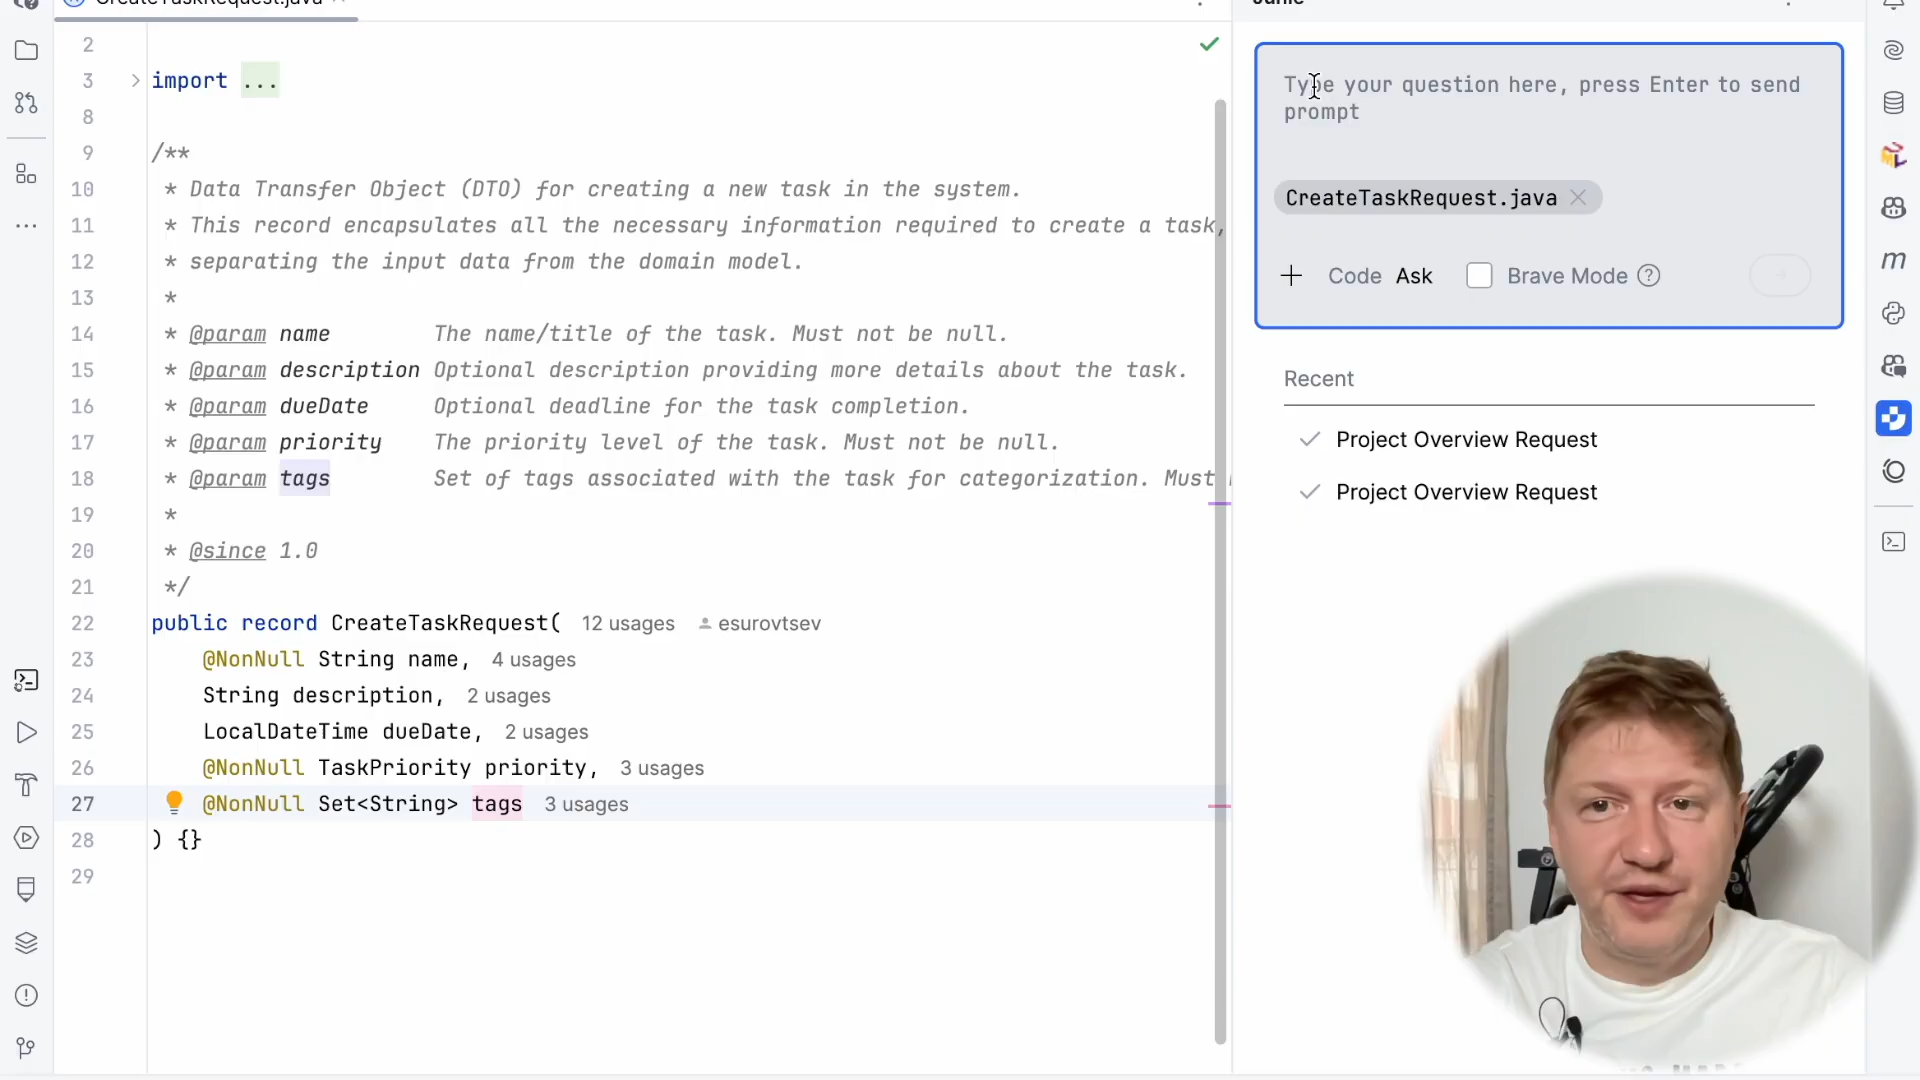 CreateTaskRequest.java
Junie
2
3 import ...
8
9 /**
10 * Data Transfer Object (DTO) for creating a new task in the system.
11 * This record encapsulates all the necessary information required to create a task,
12 * separating the input data from the domain model.
13 *
14 * @param name The name/title of the task. Must not be null.
15 * @param description Optional description providing more details about the task.
16 * @param dueDate Optional deadline for the task completion.
17 * @param priority The priority level of the task. Must not be null.
18 * @param tags Set of tags associated with the task for categorization. Must
19 *
20 * @since 1.0
21 */
22 public record CreateTaskRequest( 12 usages esurovtsev
23 @NonNull String name, 4 usages
24 String description, 2 usages
25 LocalDateTime dueDate, 2 usages
26 @NonNull TaskPriority priority, 3 usages
27 @NonNull Set<String> tags 3 usages
28 ) {}
29
Type your question here, press Enter to send
prompt
CreateTaskRequest.java
Code Ask Brave Mode ?
Recent
Project Overview Request
Project Overview Request
m